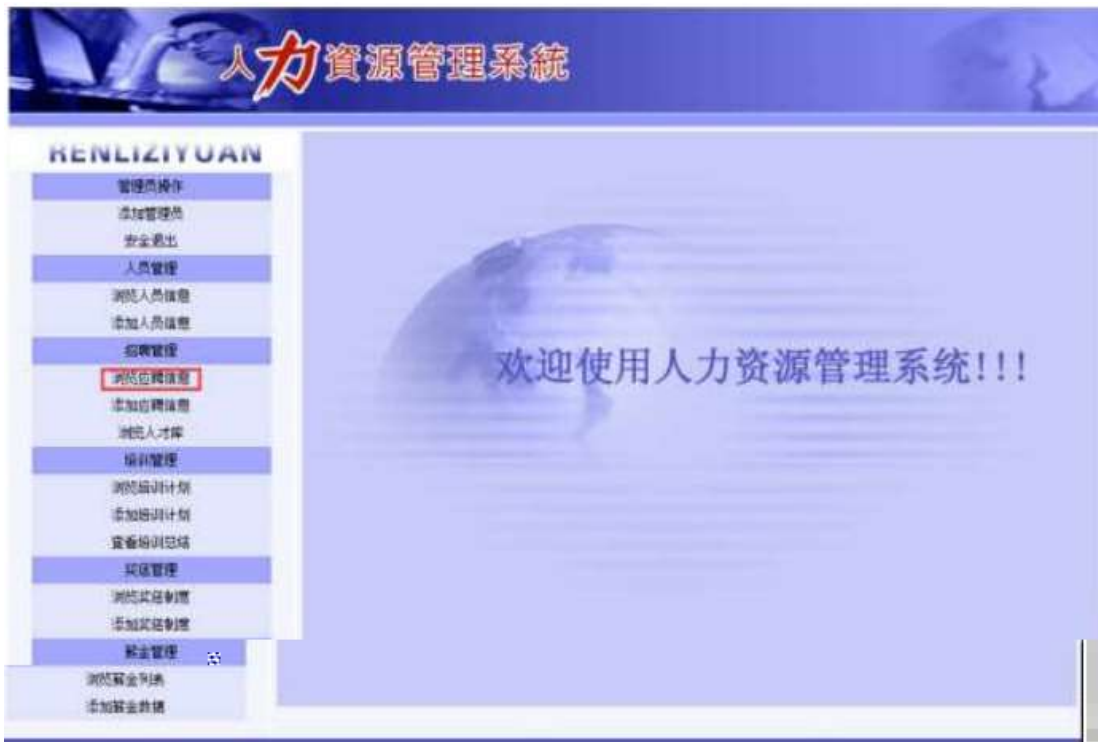 人力資源管理系統
RENLIZIYUAN
管理员操作
添加管理员
安全退出
人员管理
浏览人员信息
添加人员信息
招聘管理
浏览应聘信息
添加应聘信息
浏览人才库
培训管理
浏览培训计划
添加培训计划
查看培训总结
奖惩管理
浏览奖惩制度
添加奖惩制度
薪金管理
浏览薪金列表
添加薪金数据
欢迎使用人力资源管理系统!!!